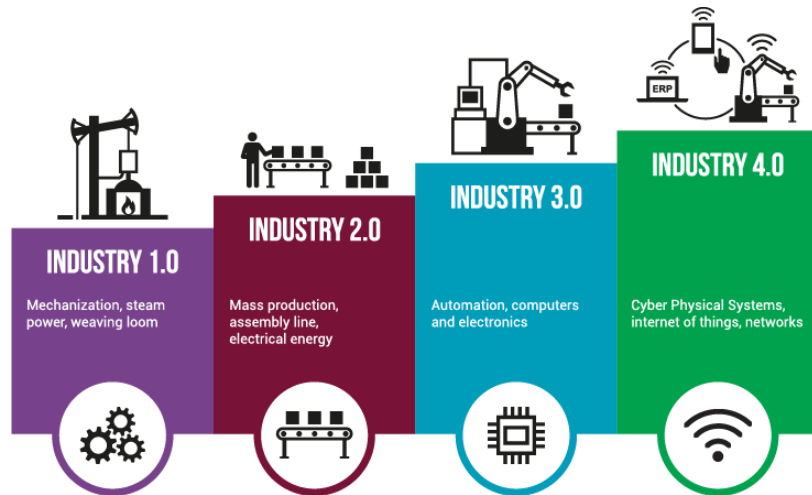 ERP
INDUSTRY 1.0
Mechanization, steam
power, weaving loom
INDUSTRY 2.0
Mass production,
assembly line,
electrical energy
INDUSTRY 3.0
Automation, computers
and electronics
INDUSTRY 4.0
Cyber Physical Systems,
internet of things, networks